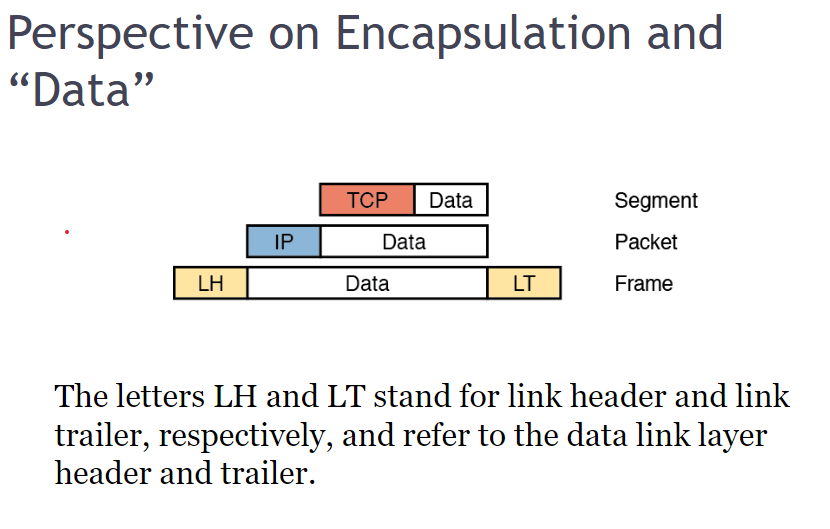 Perspective on Encapsulation and
“Data”
TCP Data Segment
IP Data Packet
LH Data LT Frame
The letters LH and LT stand for link header and link
trailer, respectively, and refer to the data link layer
header and trailer.